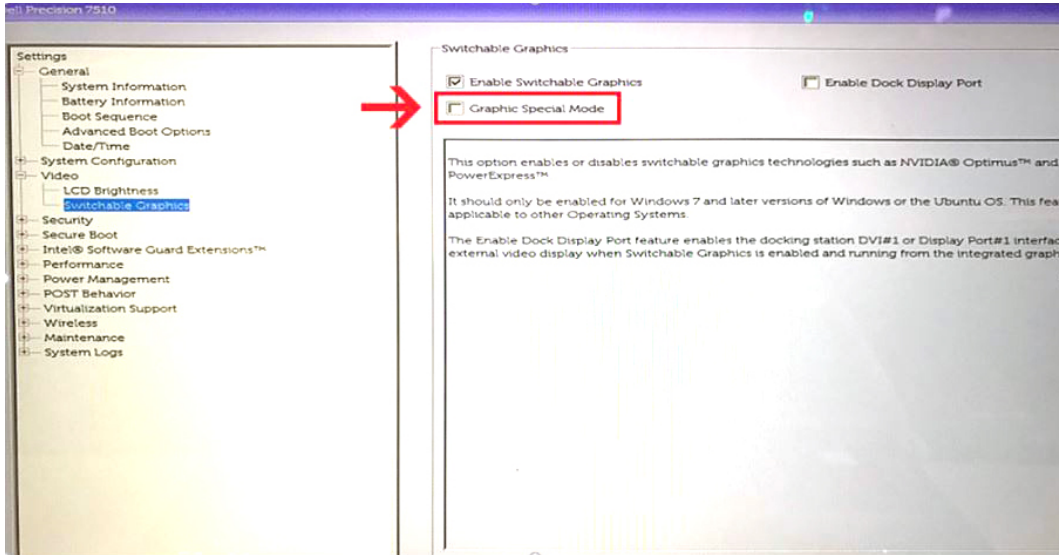 ell Precision 7510
Settings
General
System Information
Battery Information
Boot Sequence
Advanced Boot Options
Date/Time
System Configuration
Video
LCD Brightness
Switchable Graphics
Security
Secure Boot
Intel® Software Guard Extensions™
Performance
Power Management
POST Behavior
Virtualization Support
Wireless
Maintenance
System Logs
Switchable Graphics
Enable Switchable Graphics
Enable Dock Display Port
Graphic Special Mode
This option enables or disables switchable graphics technologies such as NVIDIA® Optimus™ and
PowerExpress™
It should only be enabled for Windows 7 and later versions of Windows or the Ubuntu OS. This fea
applicable to other Operating Systems.
The Enable Dock Display Port feature enables the docking station DVI#1 or Display Port#1 interfac
external video display when Switchable Graphics is enabled and running from the integrated graph